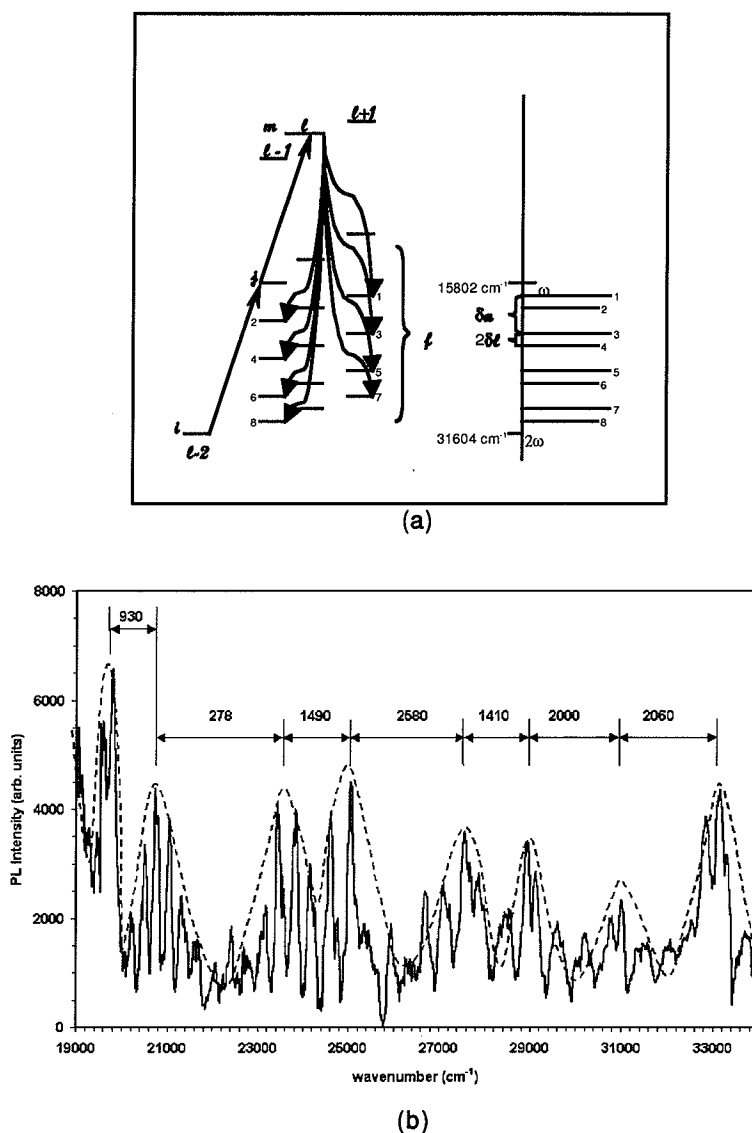 l+1
m l
l-1
j
15802 cm⁻¹ ω
1
2
δn
3
2δl
4
5
6
7
8
31604 cm⁻¹ 2ω
1
2
3
4
5
6
7
8
f
i
l-2
(a)
8000
930
6000
278 1490 2580 1410 2000 2060
4000
2000
0
PL Intensity (arb. units)
19000 21000 23000 25000 27000 29000 31000 33000
wavenumber (cm⁻¹)
(b)